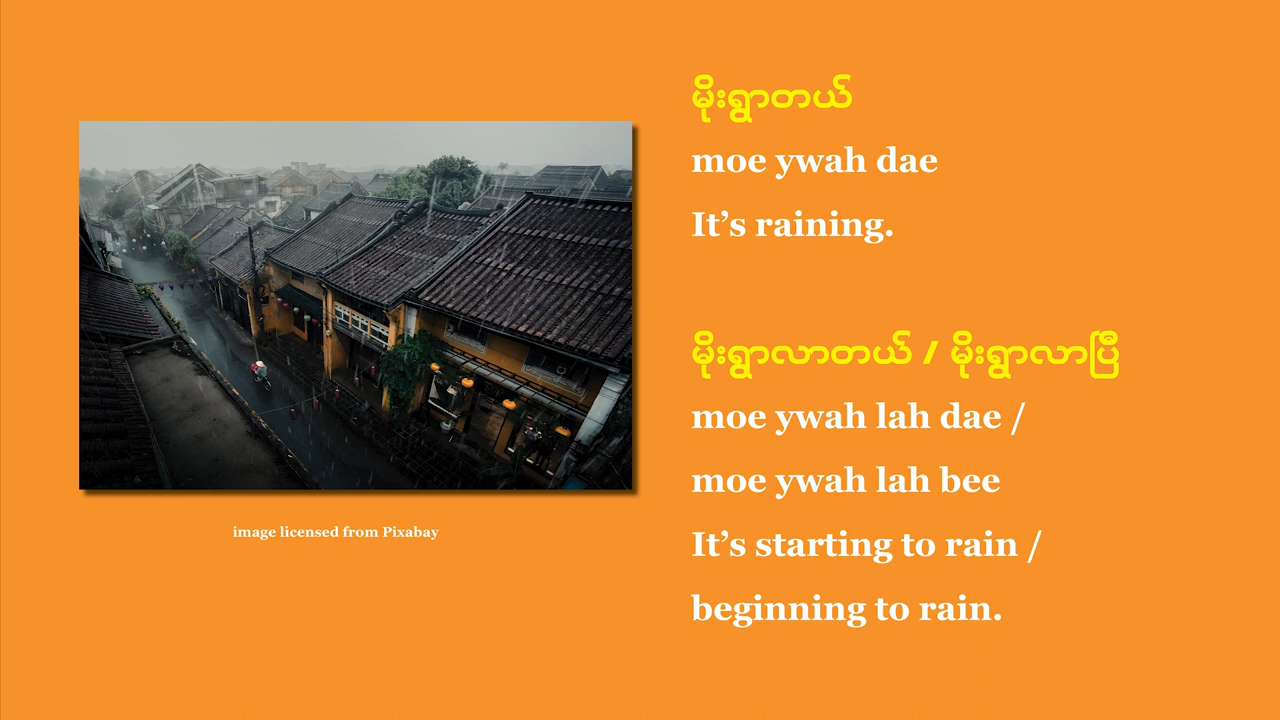 မိုးရွာတယ်
moe ywah dae
It’s raining.
မိုးရွာလာတယ် / မိုးရွာလာပြီ
moe ywah lah dae /
moe ywah lah bee
It’s starting to rain /
beginning to rain.
image licensed from Pixabay